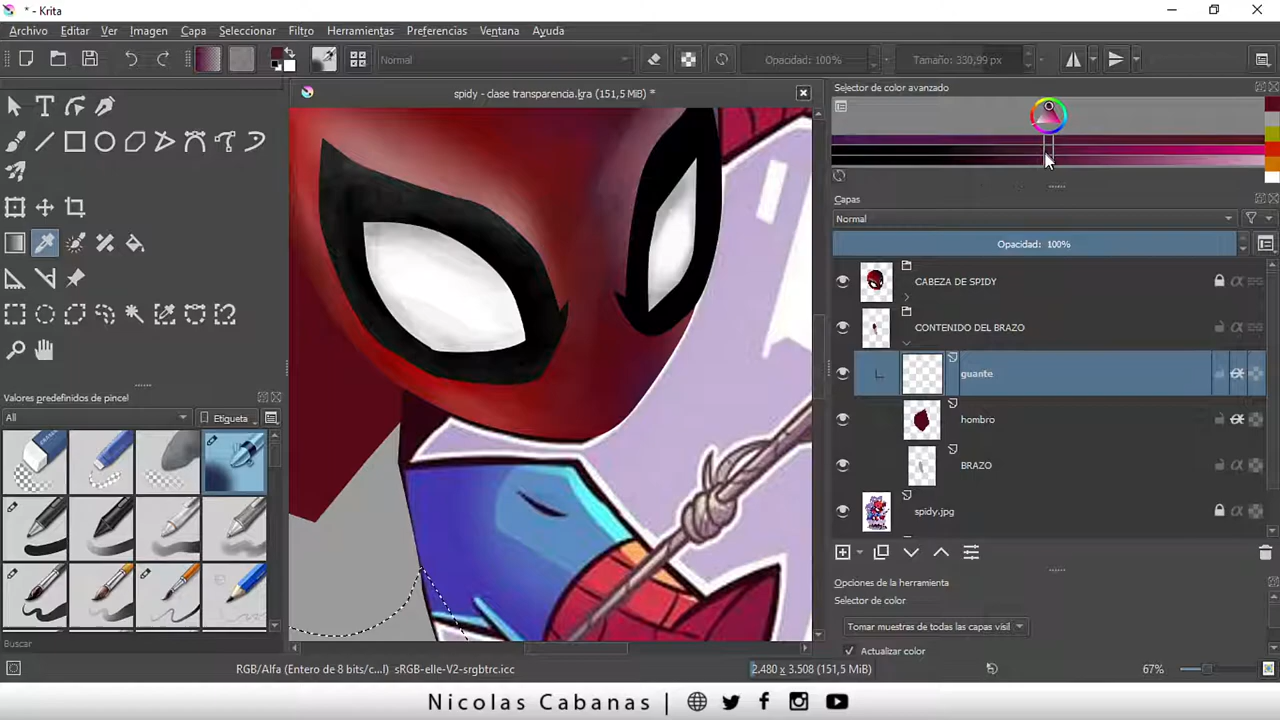 * - Krita
Archivo Editar Ver Imagen Capa Seleccionar Filtro Herramientas Preferencias Ventana Ayuda
Normal
Opacidad: 100%
Tamaño: 330,99 px
spidy - clase transparencia.kra (151,5 MiB) *
Selector de color avanzado
Capas
Normal
Opacidad: 100%
CABEZA DE SPIDY
CONTENIDO DEL BRAZO
guante
hombro
BRAZO
spidy.jpg
Valores predefinidos de pincel
All
Etiqueta
Buscar
Opciones de la herramienta
Selector de color
Tomar muestras de todas las capas visil
Actualizar color
RGB/Alfa (Entero de 8 bits/c...l) sRGB-elle-V2-srgbtrc.icc
2.480 x 3.508 (151,5 MiB)
67%
Nicolas Cabanas |